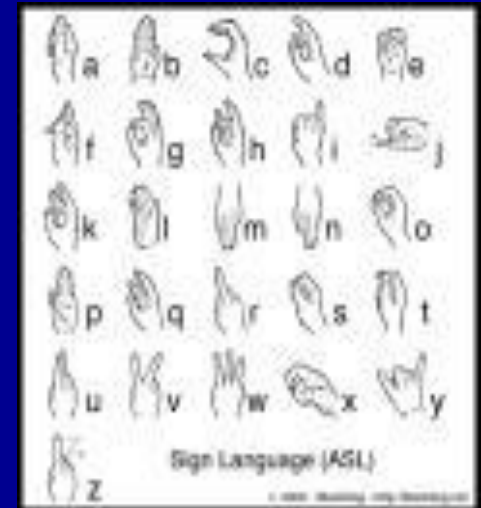 a b c d e
f g h i j
k l m n o
p q r s t
u v w x y
z Sign Language (ASL)